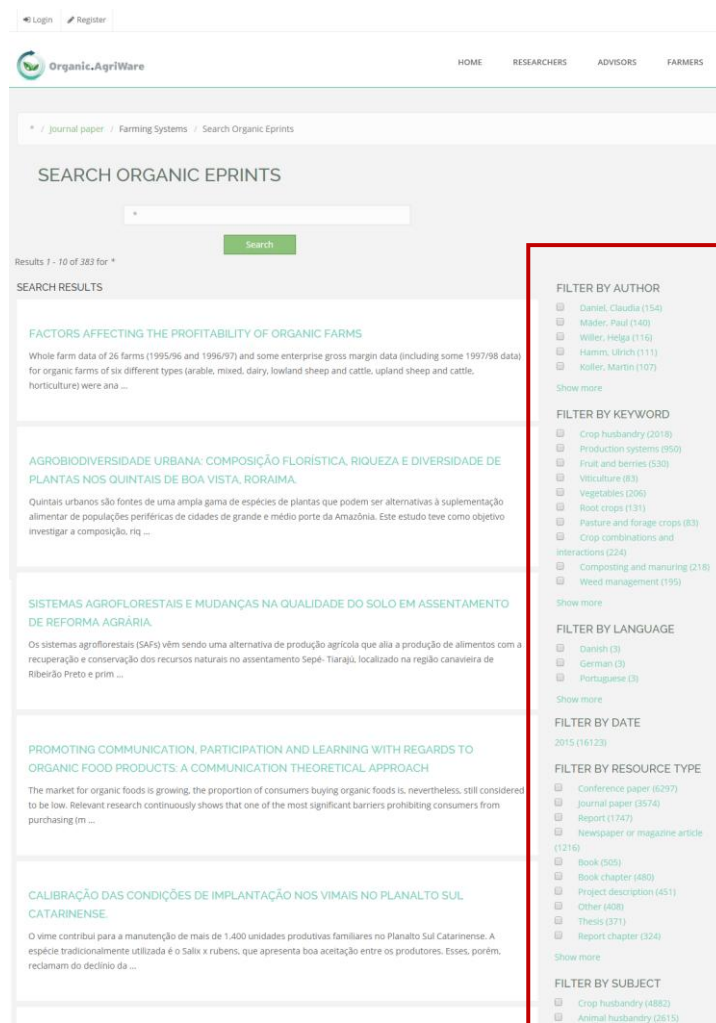 Login Register
Organic.AgriWare
HOME RESEARCHERS ADVISORS FARMERS
* / Journal paper / Farming Systems / Search Organic Eprints
SEARCH ORGANIC EPRINTS
*
Search
Results 1 - 10 of 383 for *
SEARCH RESULTS
FACTORS AFFECTING THE PROFITABILITY OF ORGANIC FARMS
Whole farm data of 26 farms (1995/96 and 1996/97) and some enterprise gross margin data (including some 1997/98 data)
for organic farms of six different types (arable, mixed, dairy, lowland sheep and cattle, upland sheep and cattle,
horticulture) were ana ...
AGROBIODIVERSIDADE URBANA: COMPOSIÇÃO FLORÍSTICA, RIQUEZA E DIVERSIDADE DE
PLANTAS NOS QUINTAIS DE BOA VISTA, RORAIMA.
Quintais urbanos são fontes de uma ampla gama de espécies de plantas que podem ser alternativas à suplementação
alimentar de populações periféricas de cidades de grande e médio porte da Amazônia. Este estudo teve como objetivo
investigar a composição, riq ...
SISTEMAS AGROFLORESTAIS E MUDANÇAS NA QUALIDADE DO SOLO EM ASSENTAMENTO
DE REFORMA AGRÁRIA.
Os sistemas agroflorestais (SAFs) vêm sendo uma alternativa de produção agrícola que alia a produção de alimentos com a
recuperação e conservação dos recursos naturais no assentamento Sepé- Tiarajú, localizado na região canavieira de
Ribeirão Preto e prim ...
PROMOTING COMMUNICATION, PARTICIPATION AND LEARNING WITH REGARDS TO
ORGANIC FOOD PRODUCTS: A COMMUNICATION THEORETICAL APPROACH
The market for organic foods is growing, the proportion of consumers buying organic foods is, nevertheless, still considered
to be low. Relevant research continuously shows that one of the most significant barriers prohibiting consumers from
purchasing (m ...
CALIBRAÇÃO DAS CONDIÇÕES DE IMPLANTAÇÃO NOS VIMAIS NO PLANALTO SUL
CATARINENSE.
O vime contribui para a manutenção de mais de 1.400 unidades produtivas familiares no Planalto Sul Catarinense. A
espécie tradicionalmente utilizada é o Salix x rubens, que apresenta boa aceitação entre os produtores. Esses, porém,
reclamam do declínio da ...
FILTER BY AUTHOR
Daniel, Claudia (154)
Mäder, Paul (140)
Willer, Helga (116)
Hamm, Ulrich (111)
Koller, Martin (107)
Show more
FILTER BY KEYWORD
Crop husbandry (2018)
Production systems (950)
Fruit and berries (530)
Viticulture (83)
Vegetables (206)
Root crops (131)
Pasture and forage crops (83)
Crop combinations and
interactions (224)
Composting and manuring (218)
Weed management (195)
Show more
FILTER BY LANGUAGE
Danish (3)
German (3)
Portuguese (3)
Show more
FILTER BY DATE
2015 (16123)
FILTER BY RESOURCE TYPE
Conference paper (6297)
Journal paper (3574)
Report (1747)
Newspaper or magazine article
(1216)
Book (505)
Book chapter (480)
Project description (451)
Other (408)
Thesis (371)
Report chapter (324)
Show more
FILTER BY SUBJECT
Crop husbandry (4882)
Animal husbandry (2615)